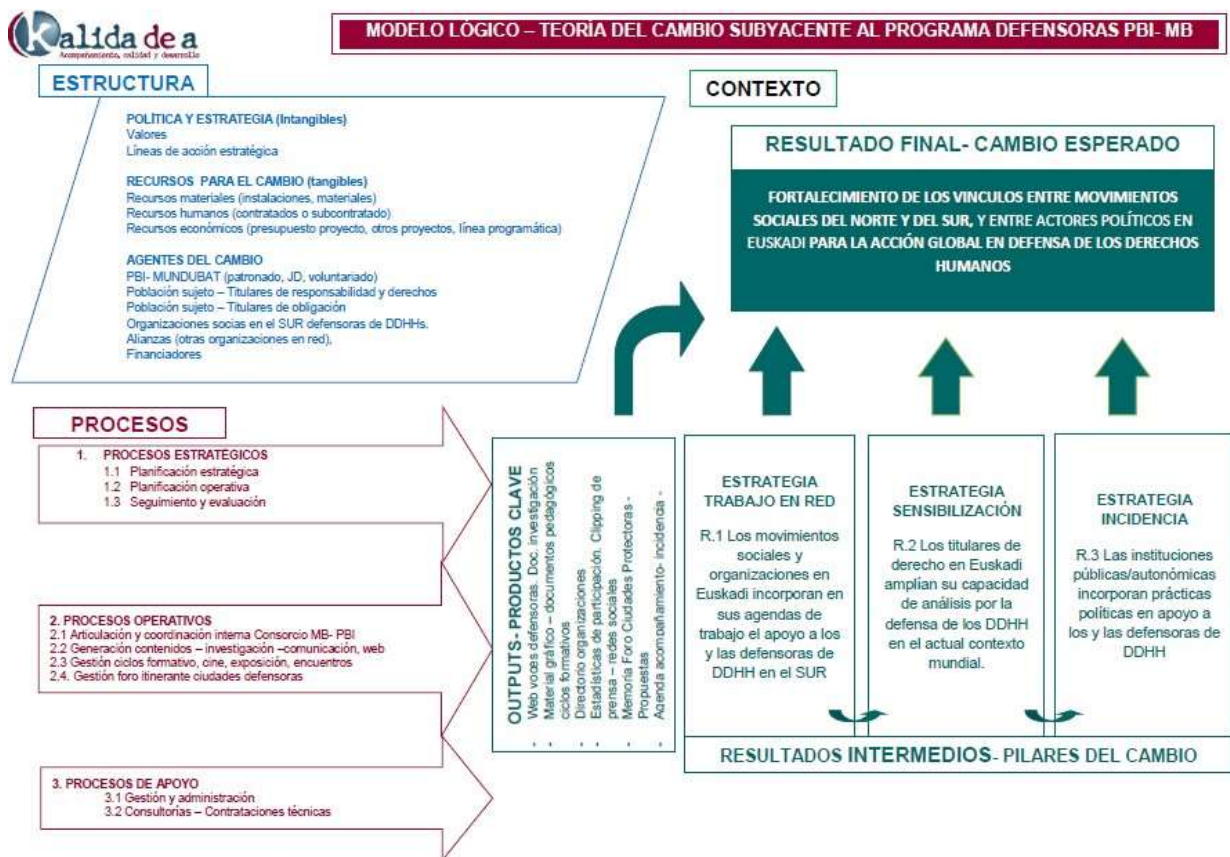 Kalidadea
Acompañamiento, calidad y desarrollo
MODELO LÓGICO – TEORÍA DEL CAMBIO SUBYACENTE AL PROGRAMA DEFENSORAS PBI- MB
ESTRUCTURA
POLÍTICA Y ESTRATEGIA (Intangibles)
Valores
Líneas de acción estratégica
RECURSOS PARA EL CAMBIO (tangibles)
Recursos materiales (instalaciones, materiales)
Recursos humanos (contratados o subcontratado)
Recursos económicos (presupuesto proyecto, otros proyectos, línea programática)
AGENTES DEL CAMBIO
PBI- MUNDUBAT (patronado, JD, voluntariado)
Población sujeto – Titulares de responsabilidad y derechos
Población sujeto – Titulares de obligación
Organizaciones socias en el SUR defensoras de DDHHs.
Alianzas (otras organizaciones en red),
Financiadores
CONTEXTO
RESULTADO FINAL- CAMBIO ESPERADO
FORTALECIMIENTO DE LOS VINCULOS ENTRE MOVIMIENTOS
SOCIALES DEL NORTE Y DEL SUR, Y ENTRE ACTORES POLÍTICOS EN
EUSKADI PARA LA ACCIÓN GLOBAL EN DEFENSA DE LOS DERECHOS
HUMANOS
PROCESOS
1. PROCESOS ESTRATÉGICOS
1.1 Planificación estratégica
1.2 Planificación operativa
1.3 Seguimiento y evaluación
2. PROCESOS OPERATIVOS
2.1 Articulación y coordinación interna Consorcio MB- PBI
2.2 Generación contenidos – investigación –comunicación, web
2.3 Gestión ciclos formativo, cine, exposición, encuentros
2.4. Gestión foro itinerante ciudades defensoras
3. PROCESOS DE APOYO
3.1 Gestión y administración
3.2 Consultorías – Contrataciones técnicas
OUTPUTS- PRODUCTOS CLAVE
- Web voces defensoras. Doc. investigación
- Material gráfico – documentos pedagógicos
ciclos formativos
- Directorio organizaciones
- Estadísticas de participación. Clipping de
prensa – redes sociales
- Memoria Foro Ciudades Protectoras -
Propuestas
- Agenda acompañamiento- incidencia -
ESTRATEGIA
TRABAJO EN RED
R.1 Los movimientos
sociales y
organizaciones en
Euskadi incorporan en
sus agendas de
trabajo el apoyo a los
y las defensoras de
DDHH en el SUR
ESTRATEGIA
SENSIBILIZACIÓN
R.2 Los titulares de
derecho en Euskadi
amplían su capacidad
de análisis por la
defensa de los DDHH
en el actual contexto
mundial.
ESTRATEGIA
INCIDENCIA
R.3 Las instituciones
públicas/autonómicas
incorporan prácticas
políticas en apoyo a
los y las defensoras de
DDHH
RESULTADOS INTERMEDIOS- PILARES DEL CAMBIO